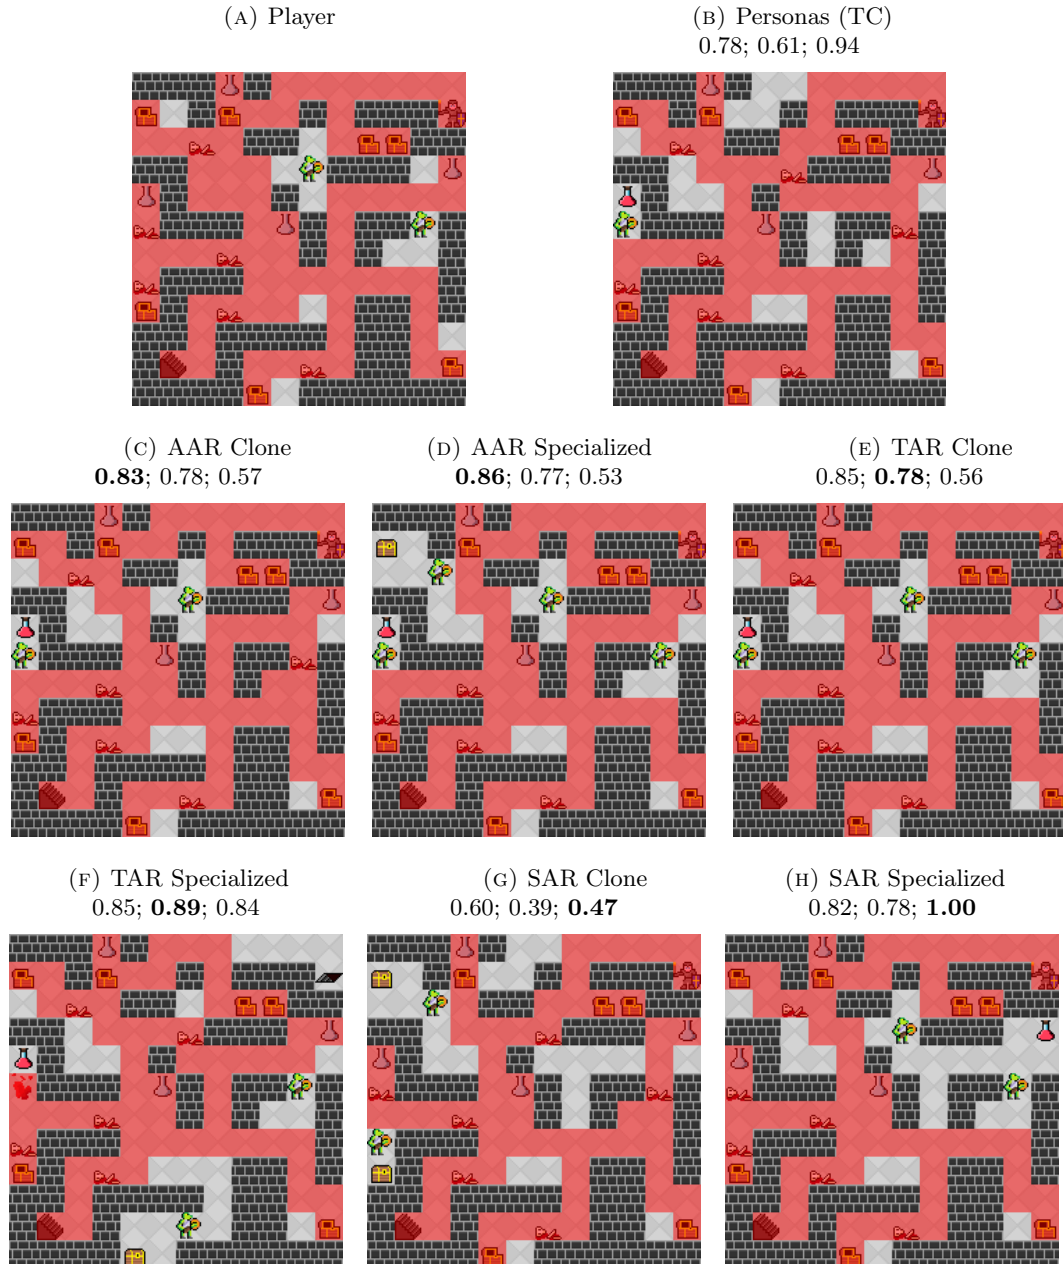 (A) Player
(B) Personas (TC)
0.78; 0.61; 0.94
(C) AAR Clone
0.83; 0.78; 0.57
(D) AAR Specialized
0.86; 0.77; 0.53
(E) TAR Clone
0.85; 0.78; 0.56
(F) TAR Specialized
0.85; 0.89; 0.84
(G) SAR Clone
0.60; 0.39; 0.47
(H) SAR Specialized
0.82; 0.78; 1.00